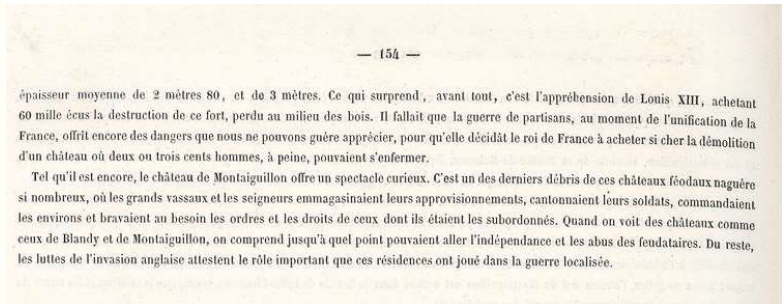 — 154 —
épaisseur moyenne de 2 mètres 80, et de 3 mètres. Ce qui surprend, avant tout, c'est l'appréhension de Louis XIII, achetant
60 mille écus la destruction de ce fort, perdu au milieu des bois. Il fallait que la guerre de partisans, au moment de l'unification de la
France, offrit encore des dangers que nous ne pouvons guère apprécier, pour qu'elle décidât le roi de France à acheter si cher la démolition
d'un château où deux ou trois cents hommes, à peine, pouvaient s'enfermer.
Tel qu'il est encore, le château de Montaiguillon offre un spectacle curieux. C'est un des derniers débris de ces châteaux féodaux naguère
si nombreux, où les grands vassaux et les seigneurs emmagasinaient leurs approvisionnements, cantonnaient leurs soldats, commandaient
les environs et bravaient au besoin les ordres et les droits de ceux dont ils étaient les subordonnés. Quand on voit des châteaux comme
ceux de Blandy et de Montaiguillon, on comprend jusqu'à quel point pouvaient aller l'indépendance et les abus des feudataires. Du reste,
les luttes de l'invasion anglaise attestent le rôle important que ces résidences ont joué dans la guerre localisée.